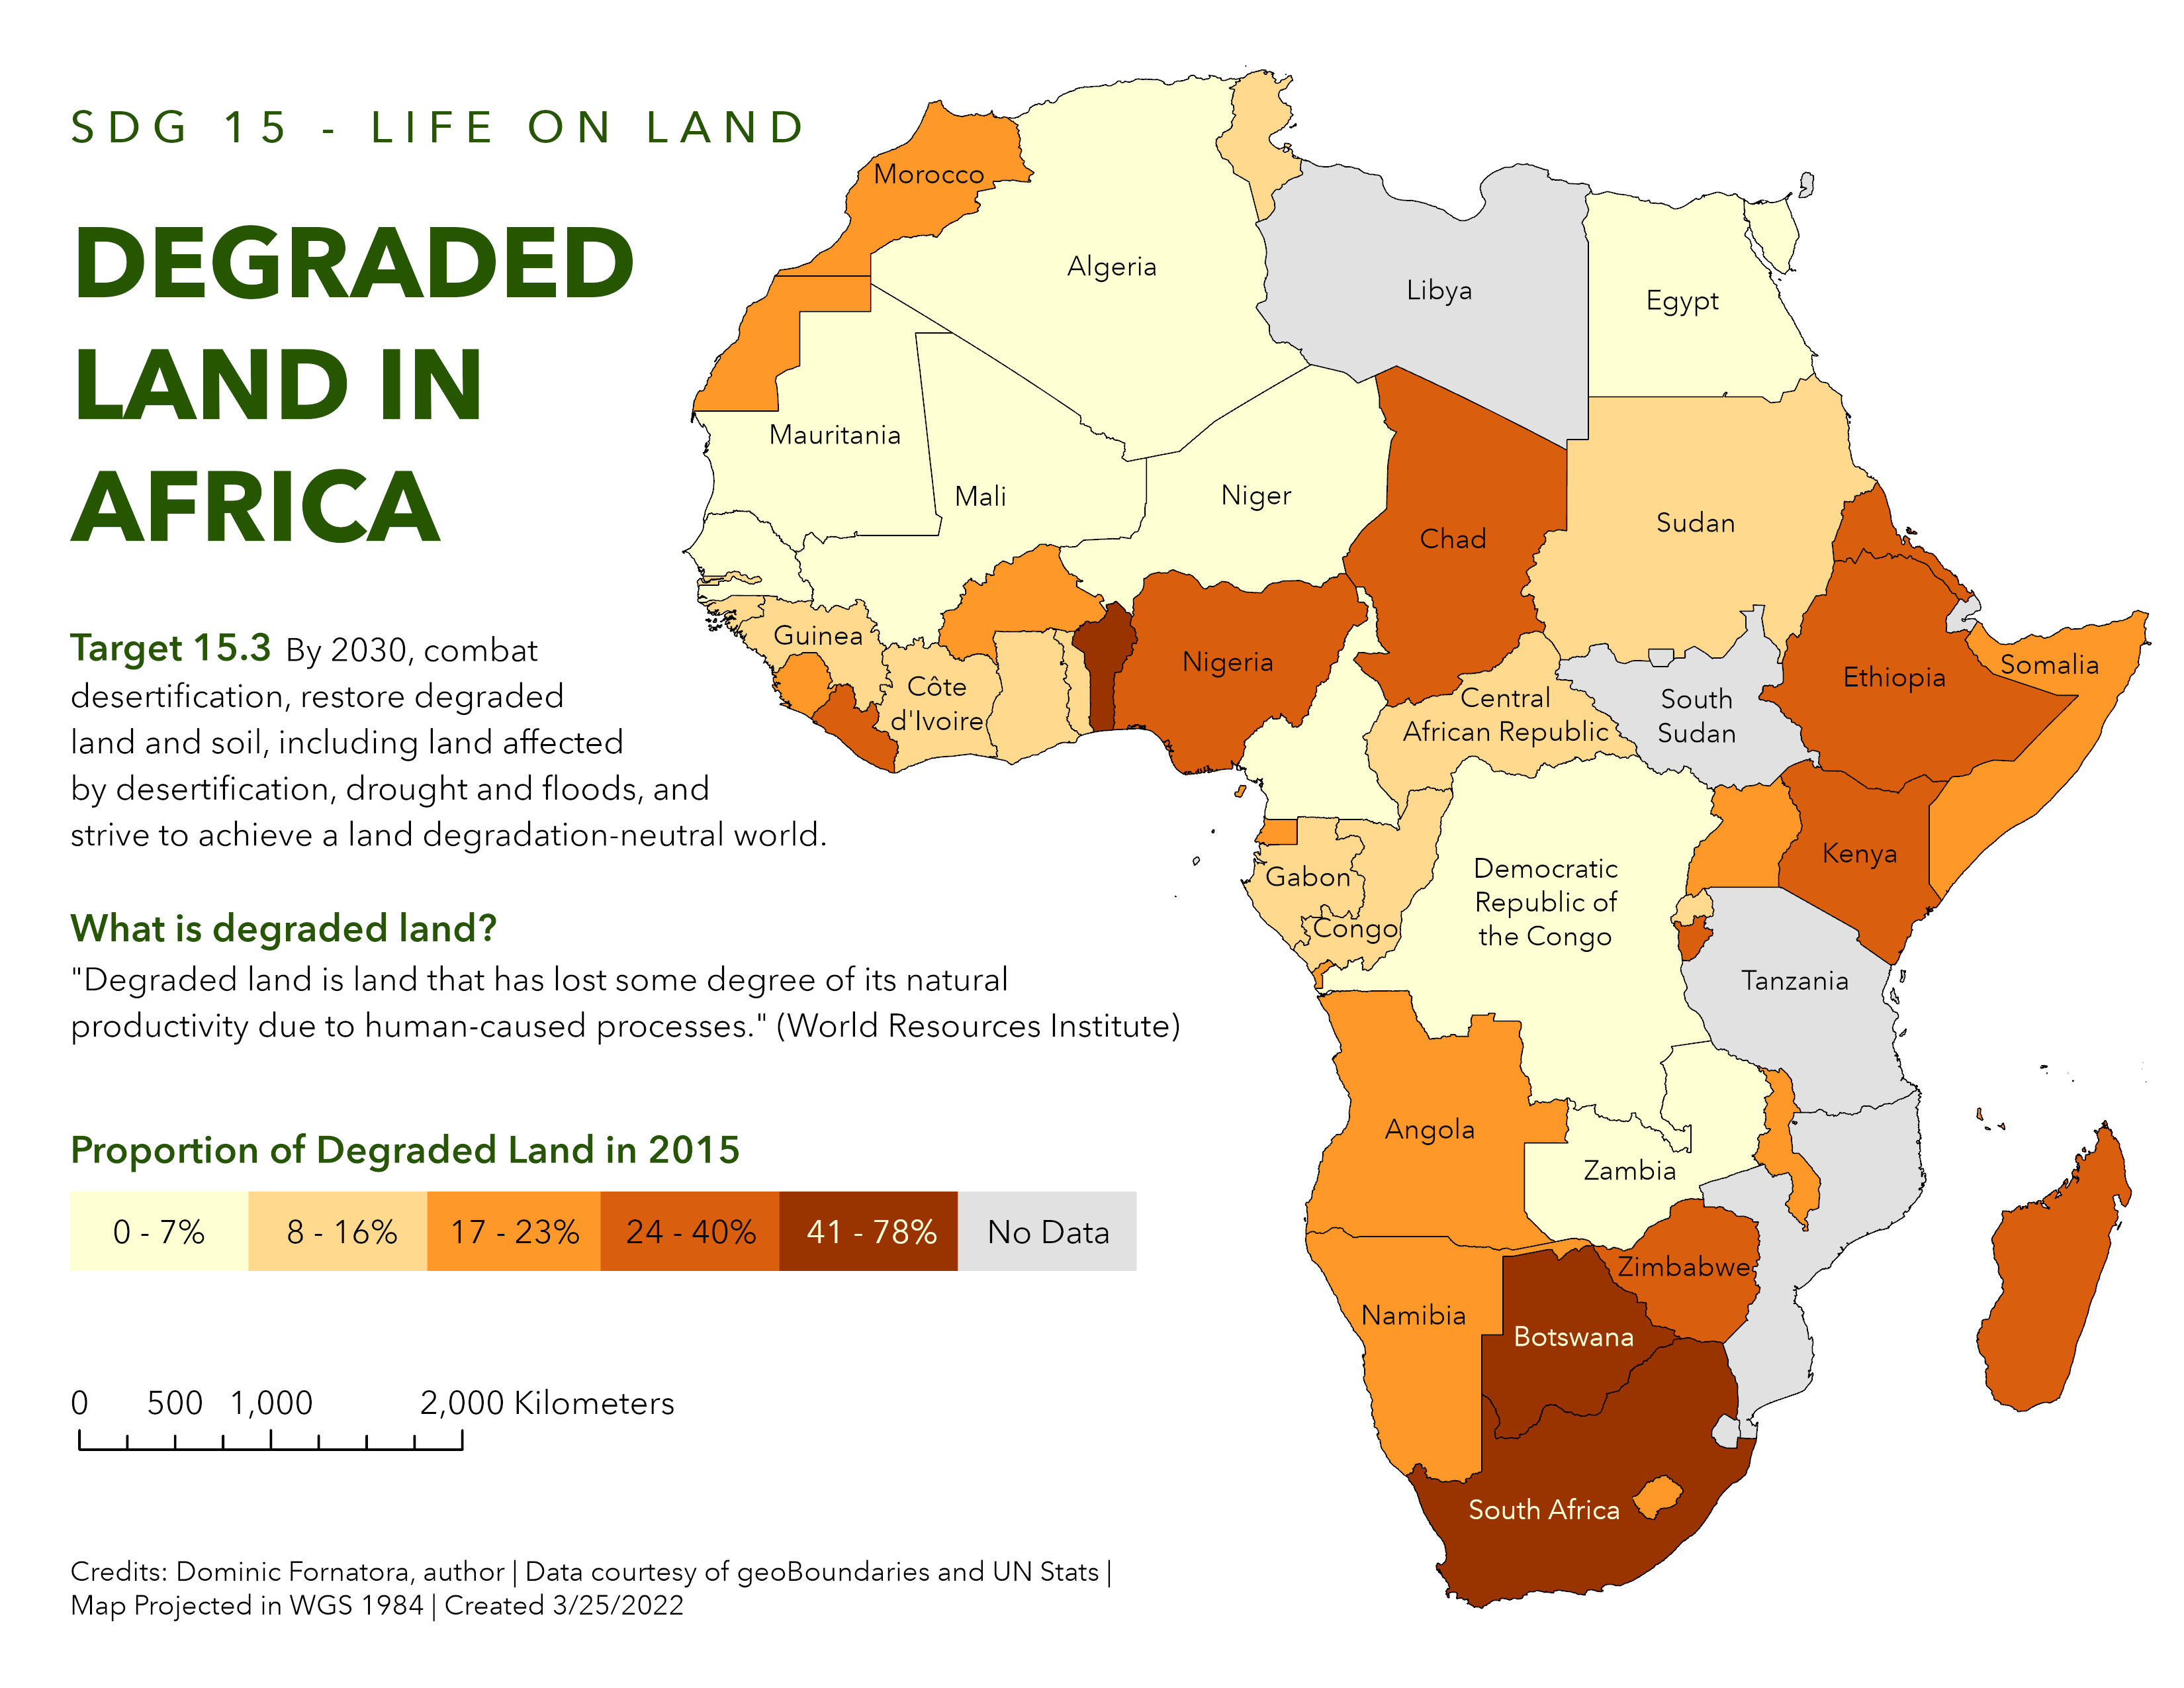 SDG 15 - LIFE ON LAND
DEGRADED
LAND IN
AFRICA
Target 15.3 By 2030, combat
desertification, restore degraded
land and soil, including land affected
by desertification, drought and floods, and
strive to achieve a land degradation-neutral world.
What is degraded land?
"Degraded land is land that has lost some degree of its natural
productivity due to human-caused processes." (World Resources Institute)
Proportion of Degraded Land in 2015
0 - 7% 8 - 16% 17 - 23% 24 - 40% 41 - 78% No Data
0 500 1,000 2,000 Kilometers
Credits: Dominic Fornatora, author | Data courtesy of geoBoundaries and UN Stats |
Map Projected in WGS 1984 | Created 3/25/2022
Morocco
Algeria
Libya
Egypt
Mauritania
Mali
Niger
Chad
Sudan
Guinea
Côte
d'Ivoire
Nigeria
Central
African Republic
South
Sudan
Ethiopia
Somalia
Gabon
Congo
Democratic
Republic of
the Congo
Kenya
Tanzania
Angola
Zambia
Zimbabwe
Namibia
Botswana
South Africa